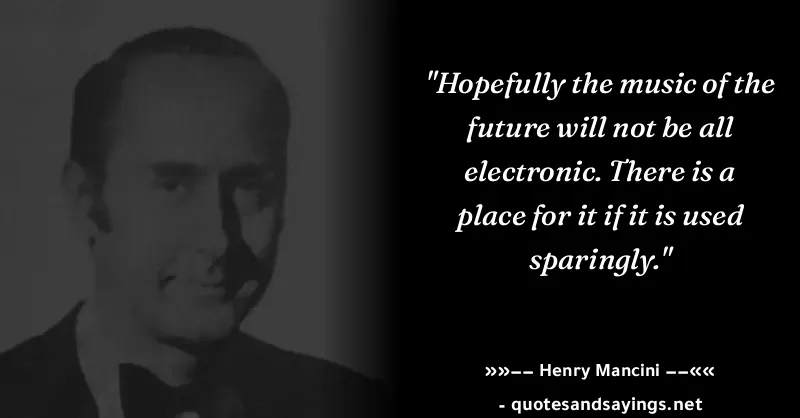 "Hopefully the music of the
future will not be all
electronic. There is a
place for it if it is used
sparingly."
»»−− Henry Mancini −−««
- quotesandsayings.net